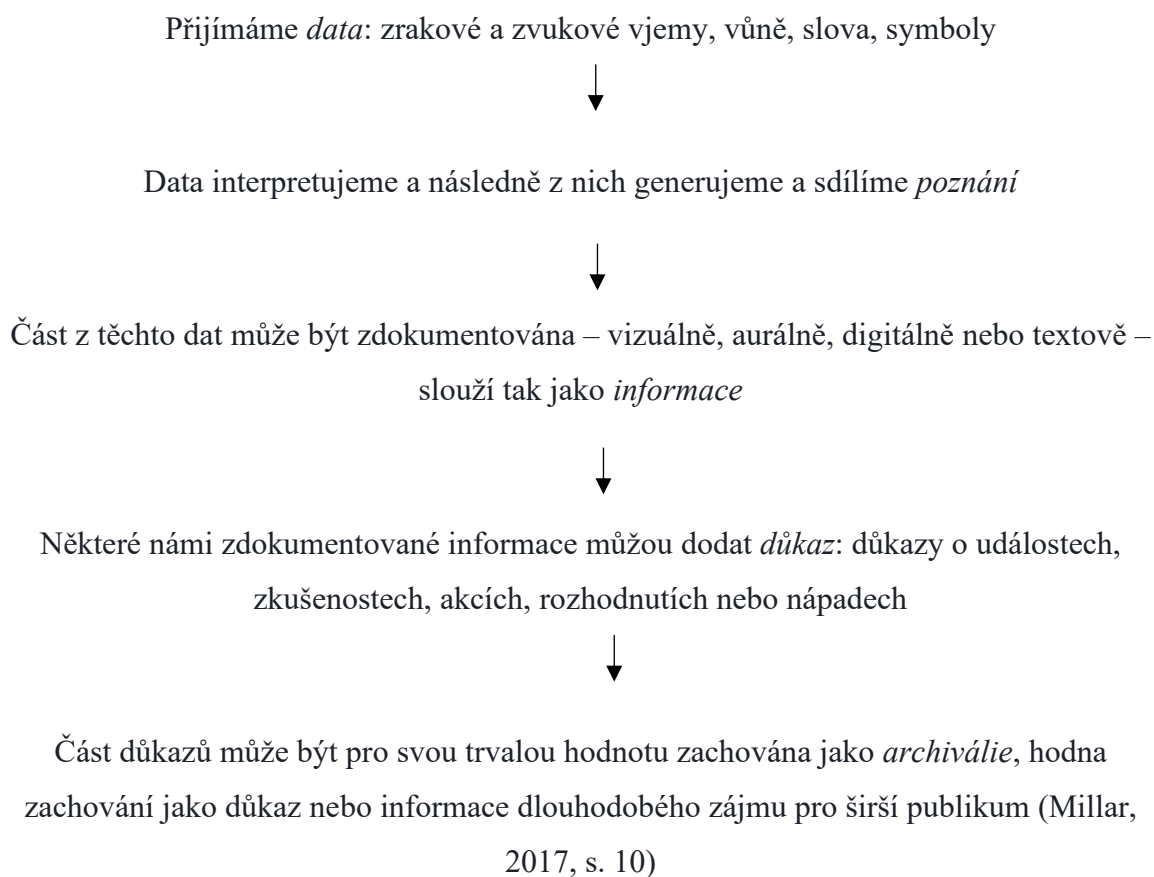 Přijímáme data: zrakové a zvukové vjemy, vůně, slova, symboly
Data interpretujeme a následně z nich generujeme a sdílíme poznání
Část z těchto dat může být zdokumentována – vizuálně, aurálně, digitálně nebo textově –
slouží tak jako informace
Některé námi zdokumentované informace můžou dodat důkaz: důkazy o událostech,
zkušenostech, akcích, rozhodnutích nebo nápadech
Část důkazů může být pro svou trvalou hodnotu zachována jako archiválie, hodna
zachování jako důkaz nebo informace dlouhodobého zájmu pro širší publikum (Millar,
2017, s. 10)